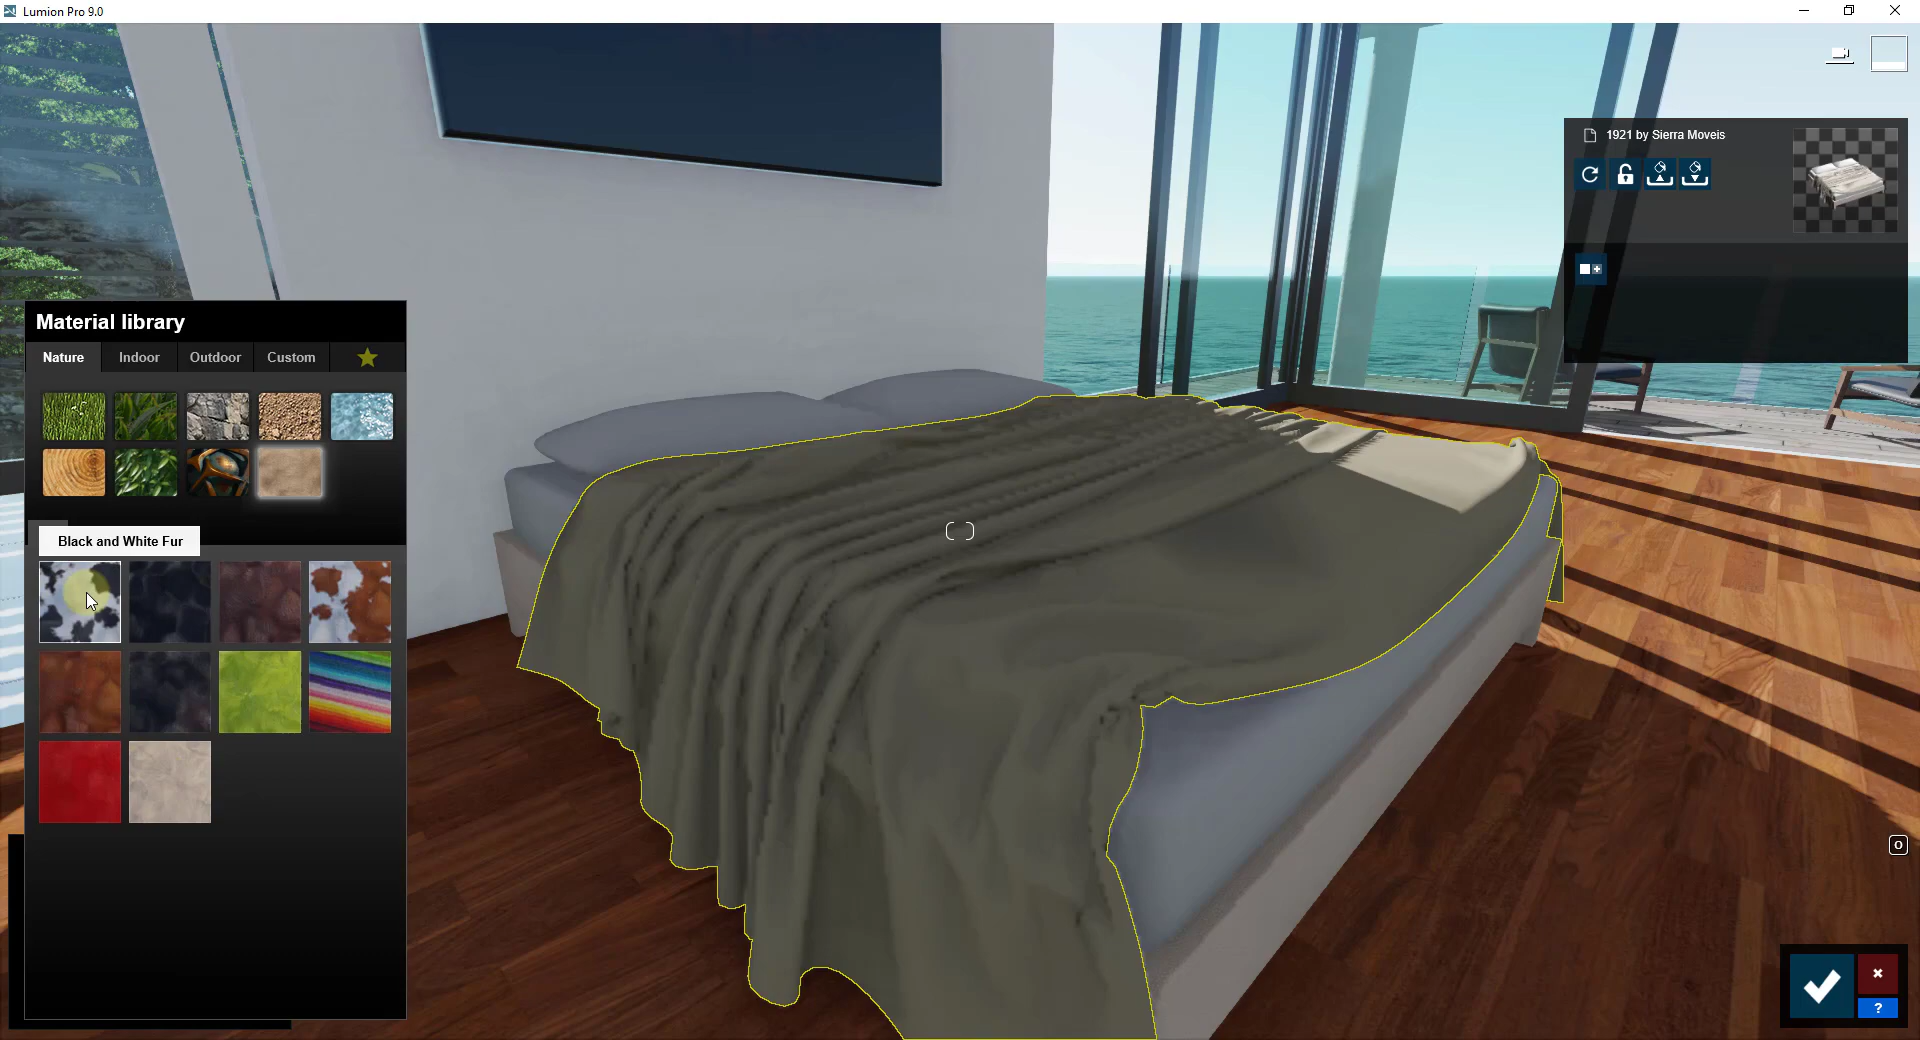 Lumion Pro 9.0
1921 by Sierra Moveis
Material library
Nature Indoor Outdoor Custom
Black and White Fur
O
?